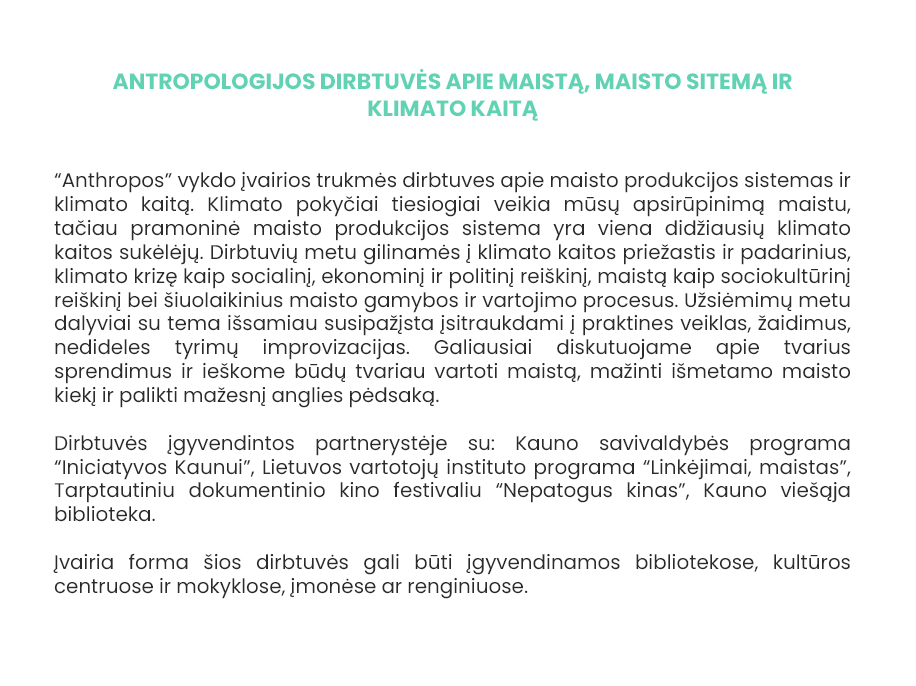 ANTROPOLOGIJOS DIRBTUVĖS APIE MAISTĄ, MAISTO SITEMĄ IR
KLIMATO KAITĄ
“Anthropos” vykdo įvairios trukmės dirbtuves apie maisto produkcijos sistemas ir
klimato kaitą. Klimato pokyčiai tiesiogiai veikia mūsų apsirūpinimą maistu,
tačiau pramoninė maisto produkcijos sistema yra viena didžiausių klimato
kaitos sukėlėjų. Dirbtuvių metu gilinamės į klimato kaitos priežastis ir padarinius,
klimato krizę kaip socialinį, ekonominį ir politinį reiškinį, maistą kaip sociokultūrinį
reiškinį bei šiuolaikinius maisto gamybos ir vartojimo procesus. Užsiėmimų metu
dalyviai su tema išsamiau susipažįsta įsitraukdami į praktines veiklas, žaidimus,
nedideles tyrimų improvizacijas. Galiausiai diskutuojame apie tvarius
sprendimus ir ieškome būdų tvariau vartoti maistą, mažinti išmetamo maisto
kiekį ir palikti mažesnį anglies pėdsaką.
Dirbtuvės įgyvendintos partnerystėje su: Kauno savivaldybės programa
“Iniciatyvos Kaunui”, Lietuvos vartotojų instituto programa “Linkėjimai, maistas”,
Tarptautiniu dokumentinio kino festivaliu “Nepatogus kinas”, Kauno viešąja
biblioteka.
Įvairia forma šios dirbtuvės gali būti įgyvendinamos bibliotekose, kultūros
centruose ir mokyklose, įmonėse ar renginiuose.